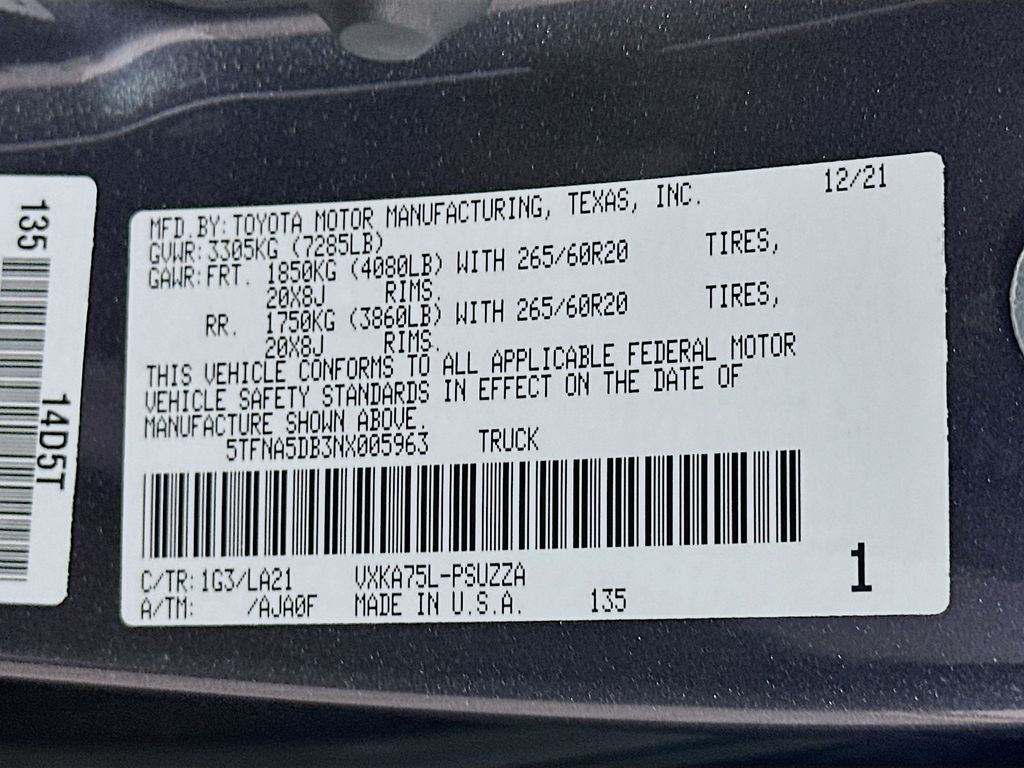 135
14D5T
12/21
MFD.BY:TOYOTA MOTOR MANUFACTURING, TEXAS, INC.
GVWR:3305KG (7285LB)
GAWR:FRT. 1850KG (4080LB) WITH 265/60R20 TIRES,
20X8J RIMS.
RR. 1750KG (3860LB) WITH 265/60R20 TIRES,
20X8J RIMS.
THIS VEHICLE CONFORMS TO ALL APPLICABLE FEDERAL MOTOR
VEHICLE SAFETY STANDARDS IN EFFECT ON THE DATE OF
MANUFACTURE SHOWN ABOVE.
5TFNA5DB3NX005963 TRUCK
C/TR:1G3/LA21 VXKA75L-PSUZZA
A/TM: /AJA0F MADE IN U.S.A. 135
1